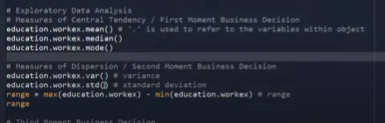 # Exploratory Data Analysis
# Measures of Central Tendency / First Moment Business Decision
education.workex.mean() # '.' is used to refer to the variables within object
education.workex.median()
education.workex.mode()
# Measures of Dispersion / Second Moment Business Decision
education.workex.var() # variance
education.workex.std() # standard daviation
range = max(education.workex) - min(education.workex) # range
range
# Third Moment Business Decision